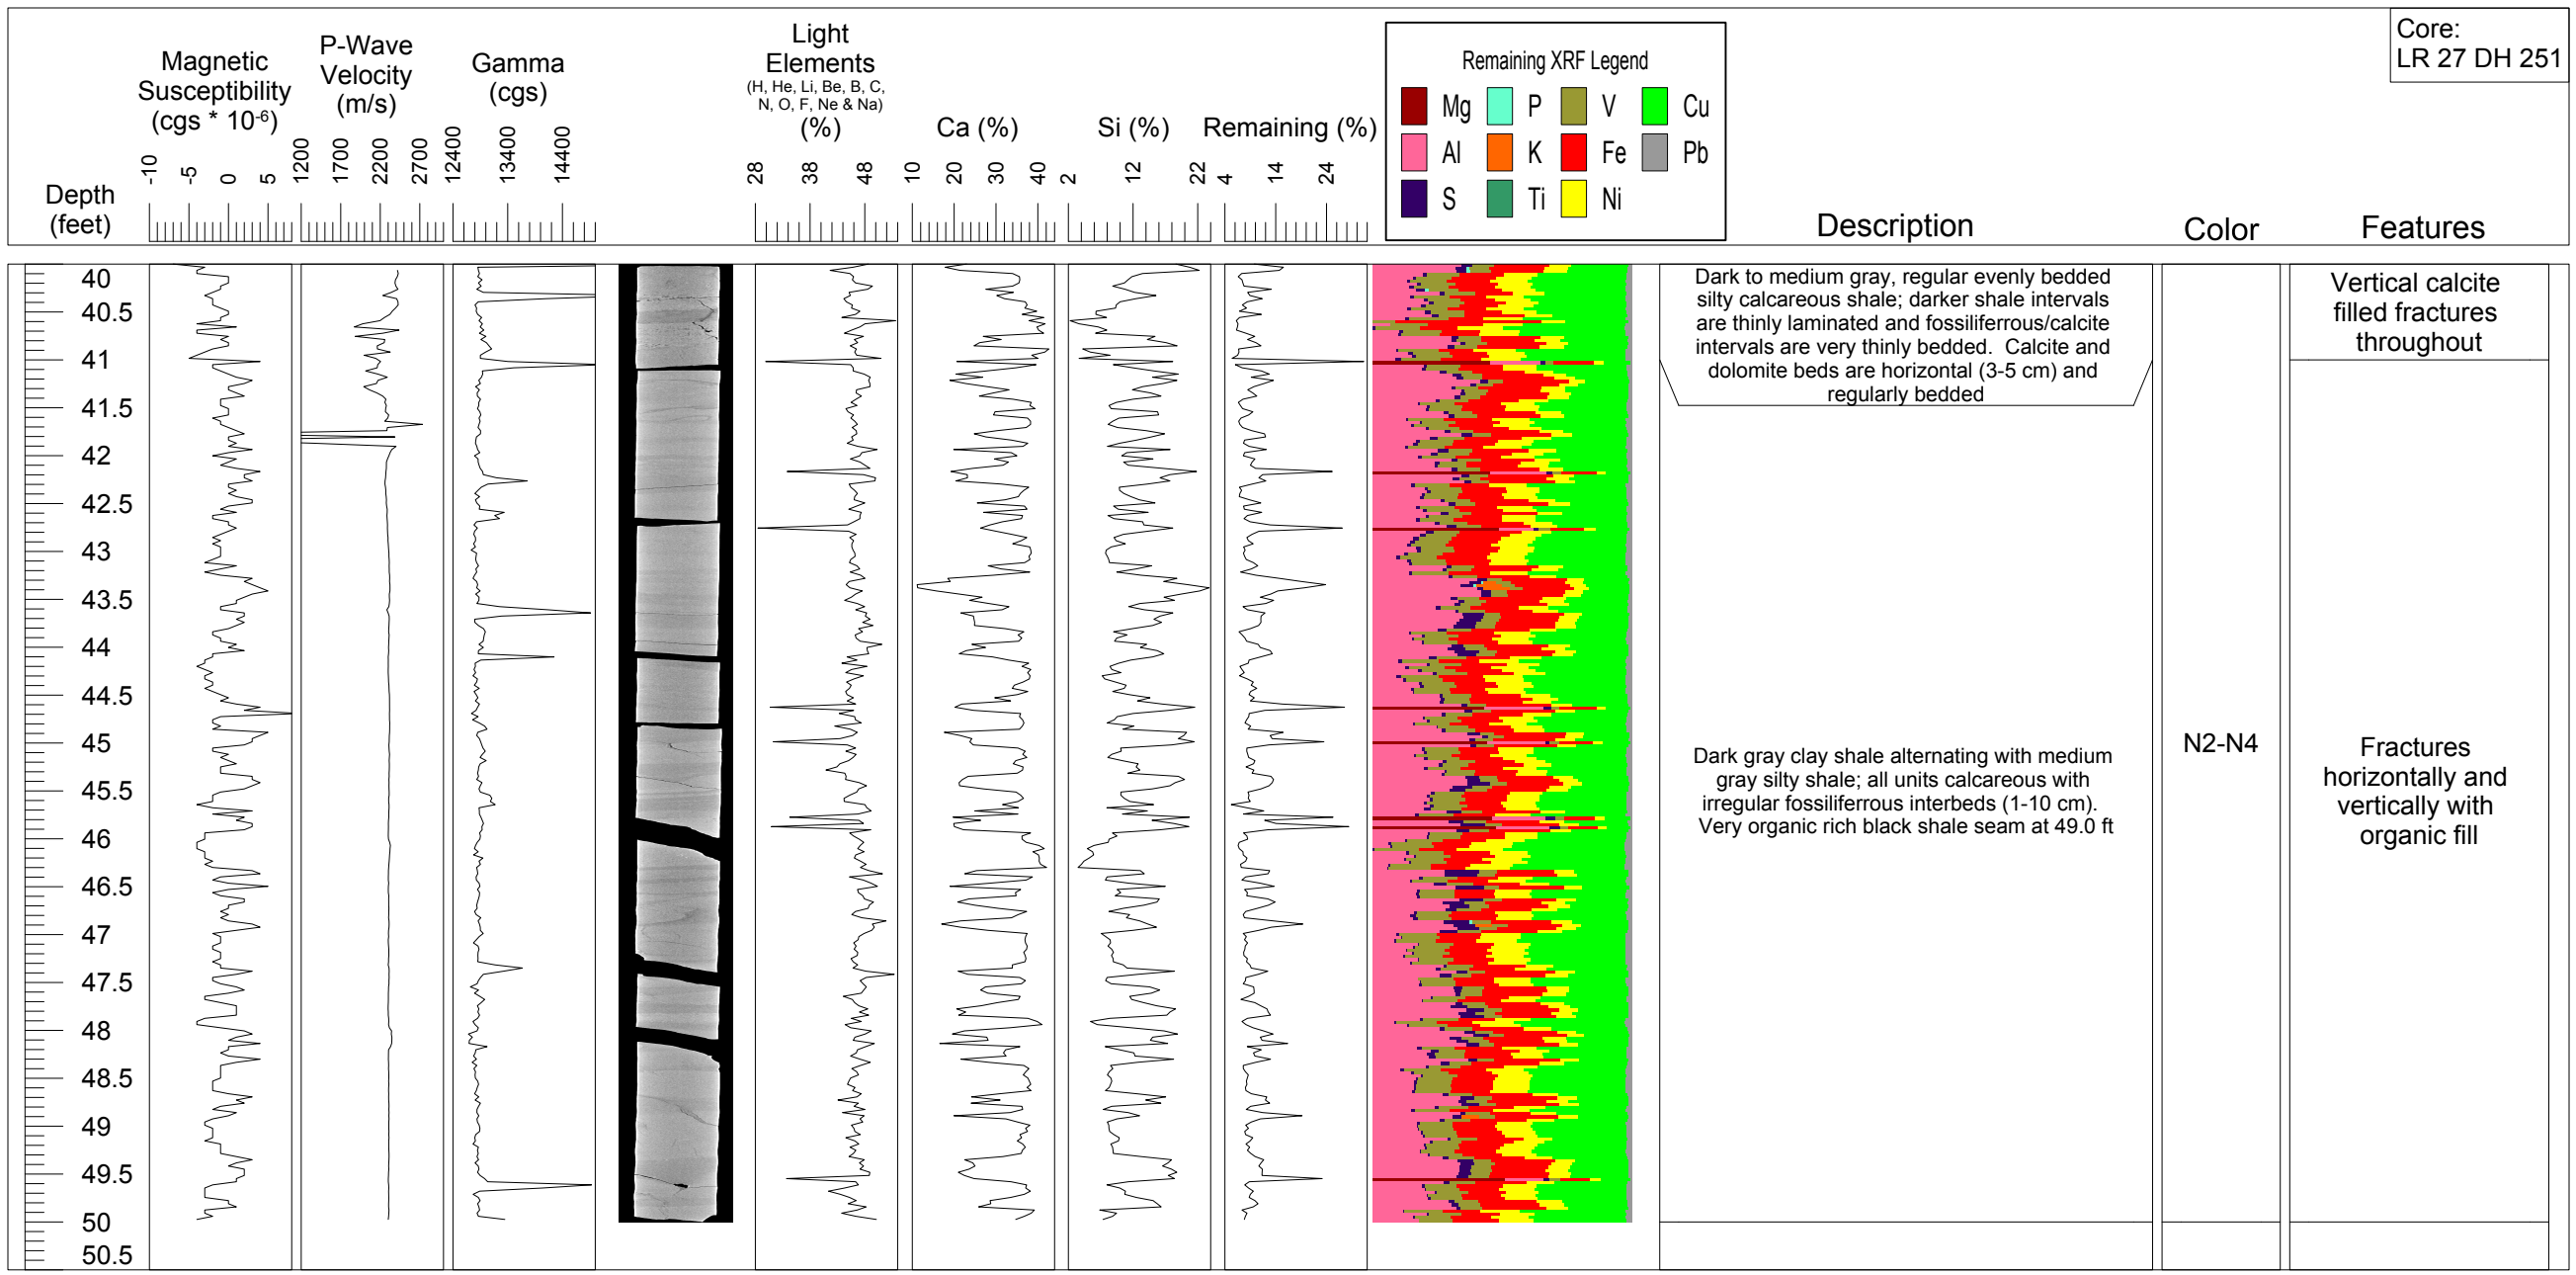 Core:
LR 27 DH 251
Depth
(feet)
Magnetic
Susceptibility
(cgs * 10-6)
-10
-5
0
5
P-Wave
Velocity
(m/s)
1200
1700
2200
2700
Gamma
(cgs)
12400
13400
14400
Light
Elements
(H, He, Li, Be, B, C,
N, O, F, Ne & Na)
(%)
28
38
48
Ca (%)
10
20
30
40
Si (%)
2
12
22
Remaining (%)
4
14
24
Remaining XRF Legend
Mg P V Cu
Al K Fe Pb
S Ti Ni
Description
Color
Features
40
40.5
41
41.5
42
42.5
43
43.5
44
44.5
45
45.5
46
46.5
47
47.5
48
48.5
49
49.5
50
50.5
Dark to medium gray, regular evenly bedded
silty calcareous shale; darker shale intervals
are thinly laminated and fossiliferrous/calcite
intervals are very thinly bedded. Calcite and
dolomite beds are horizontal (3-5 cm) and
regularly bedded
Dark gray clay shale alternating with medium
gray silty shale; all units calcareous with
irregular fossiliferrous interbeds (1-10 cm).
Very organic rich black shale seam at 49.0 ft
N2-N4
Vertical calcite
filled fractures
throughout
Fractures
horizontally and
vertically with
organic fill